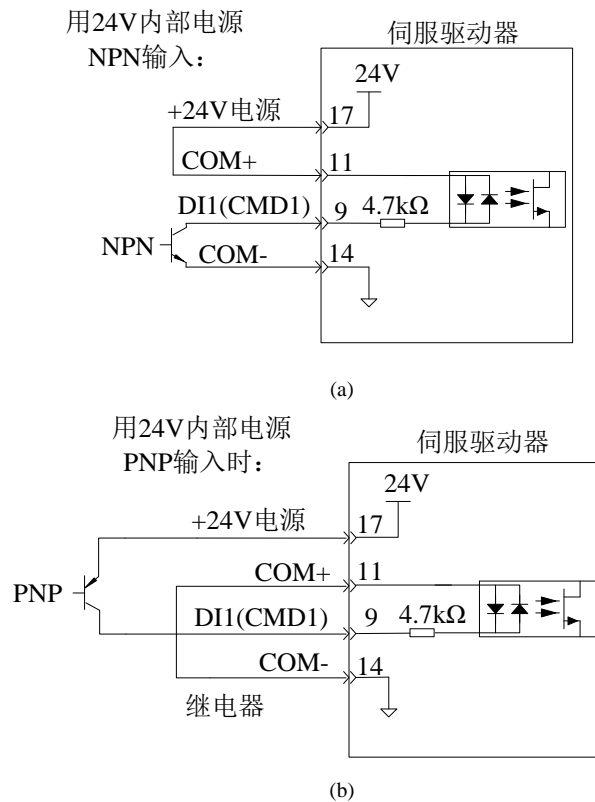 用24V内部电源
NPN输入：
伺服驱动器
24V
+24V电源
17
COM+
11
DI1(CMD1)
9
4.7kΩ
NPN
COM-
14
(a)
用24V内部电源
PNP输入时：
伺服驱动器
24V
+24V电源
17
COM+
11
PNP
DI1(CMD1)
9
4.7kΩ
COM-
14
继电器
(b)